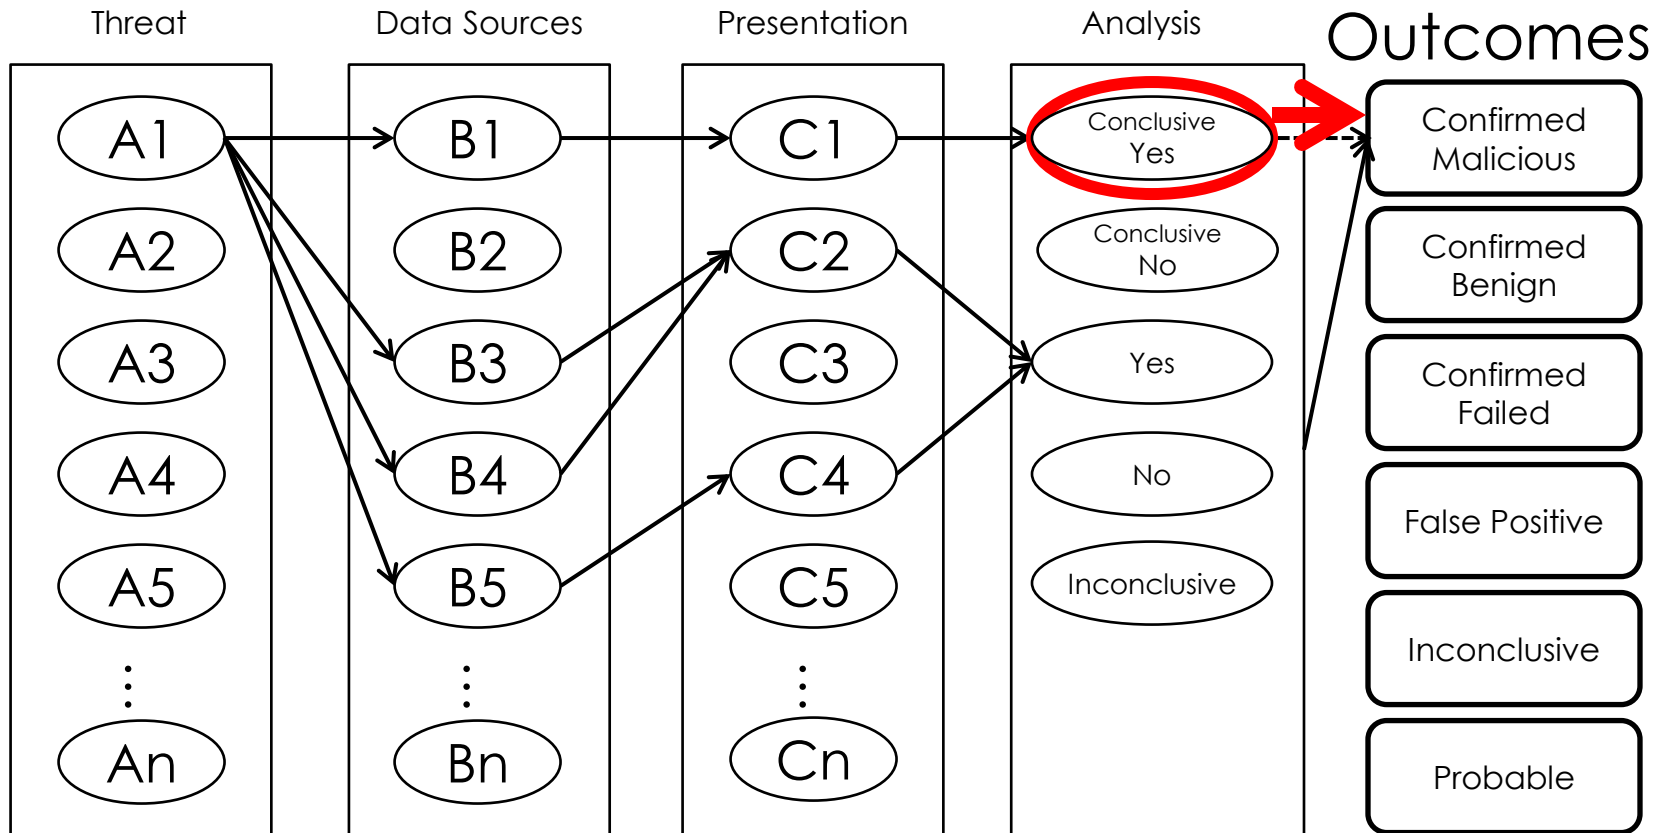 Threat
Data Sources
Presentation
Analysis
Outcomes
A1
B1
C1
Conclusive
Yes
Confirmed
Malicious
A2
B2
C2
Conclusive
No
Confirmed
Benign
A3
B3
C3
Yes
Confirmed
Failed
A4
B4
C4
No
False Positive
A5
B5
C5
Inconclusive
Inconclusive
An
Bn
Cn
Probable